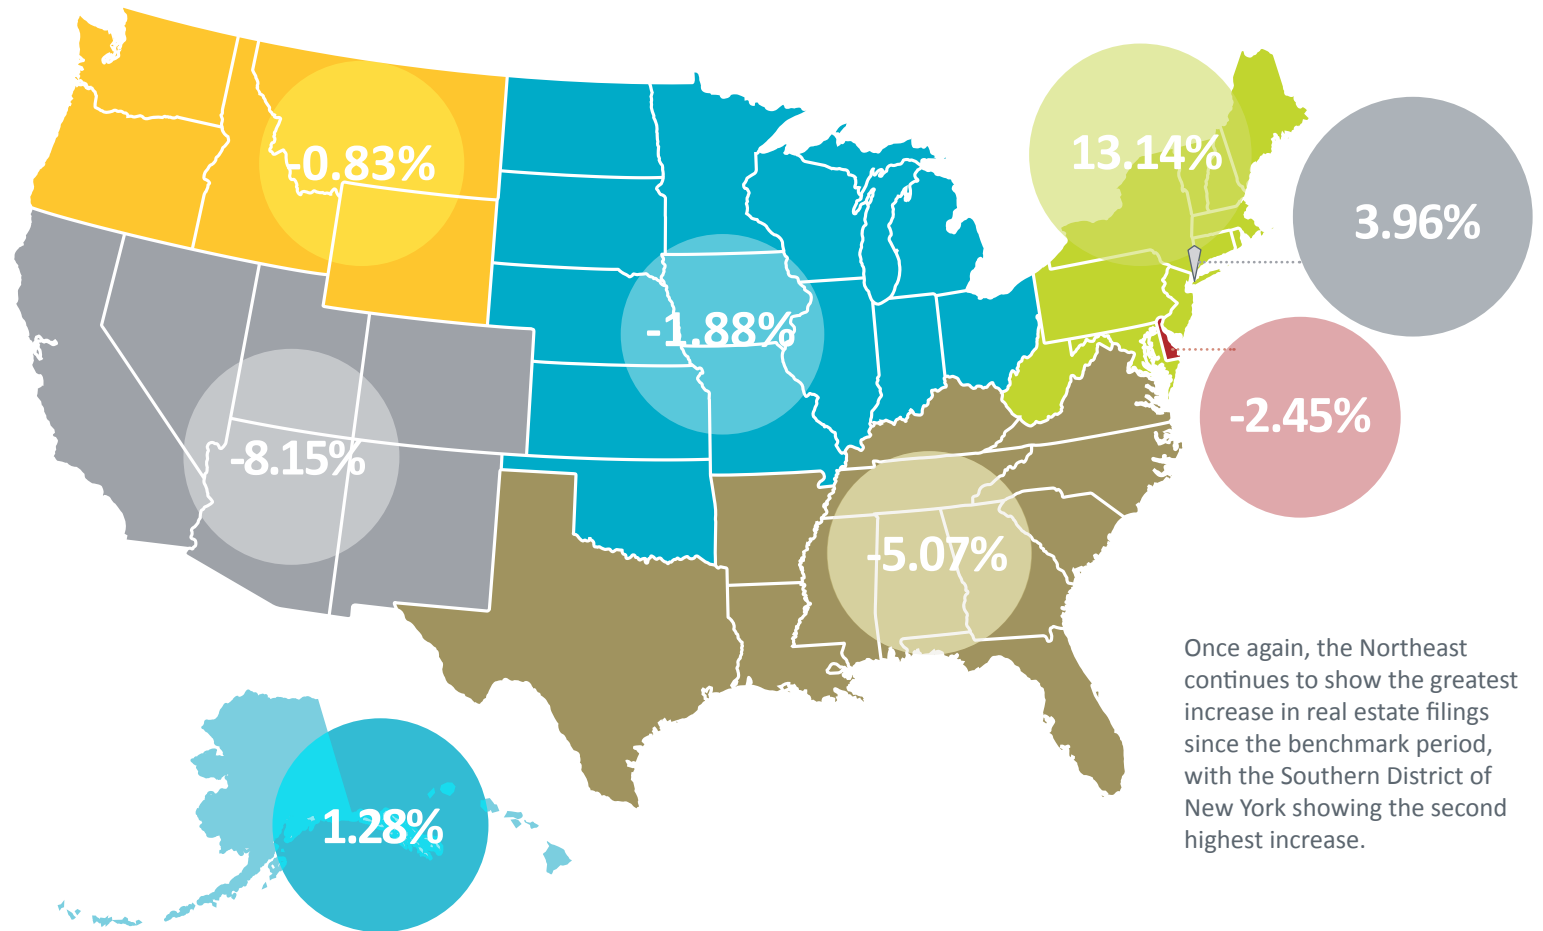 -0.83%
13.14%
3.96%
-1.88%
-2.45%
-8.15%
-5.07%
Once again, the Northeast
continues to show the greatest
increase in real estate filings
since the benchmark period,
with the Southern District of
New York showing the second
highest increase.
1.28%